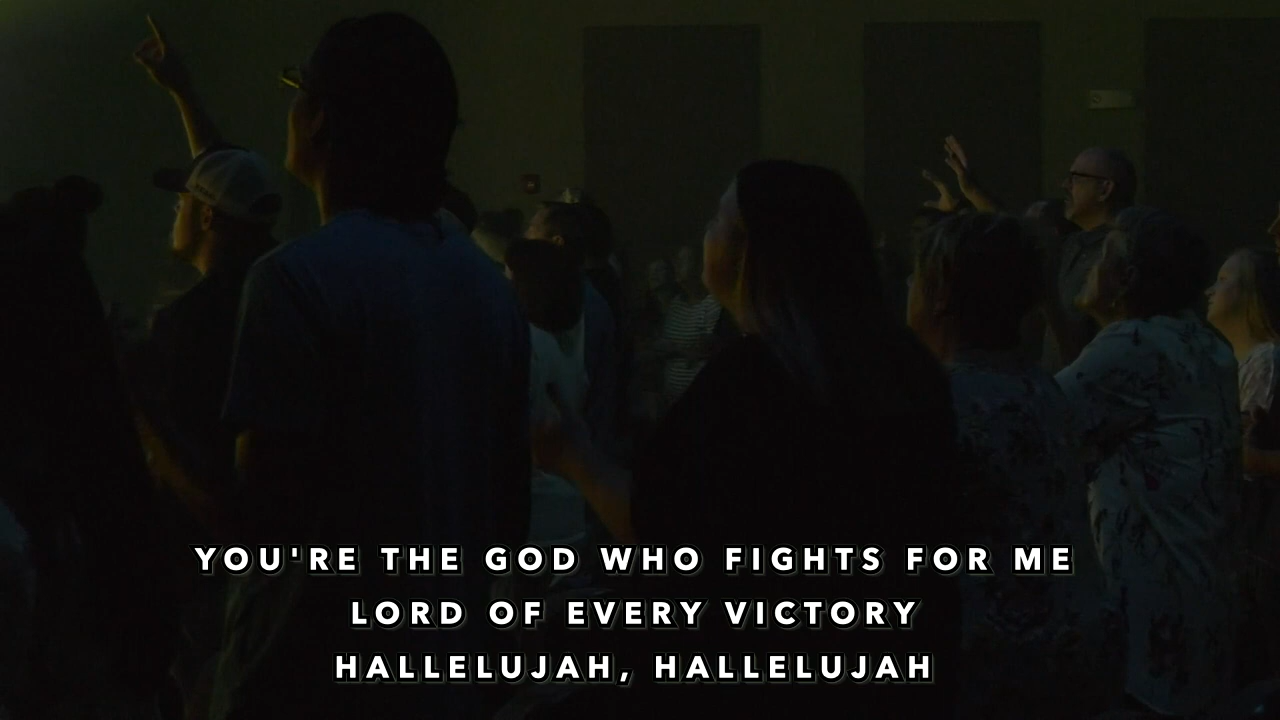 YOU'RE THE GOD WHO FIGHTS FOR ME
LORD OF EVERY VICTORY
HALLELUJAH, HALLELUJAH